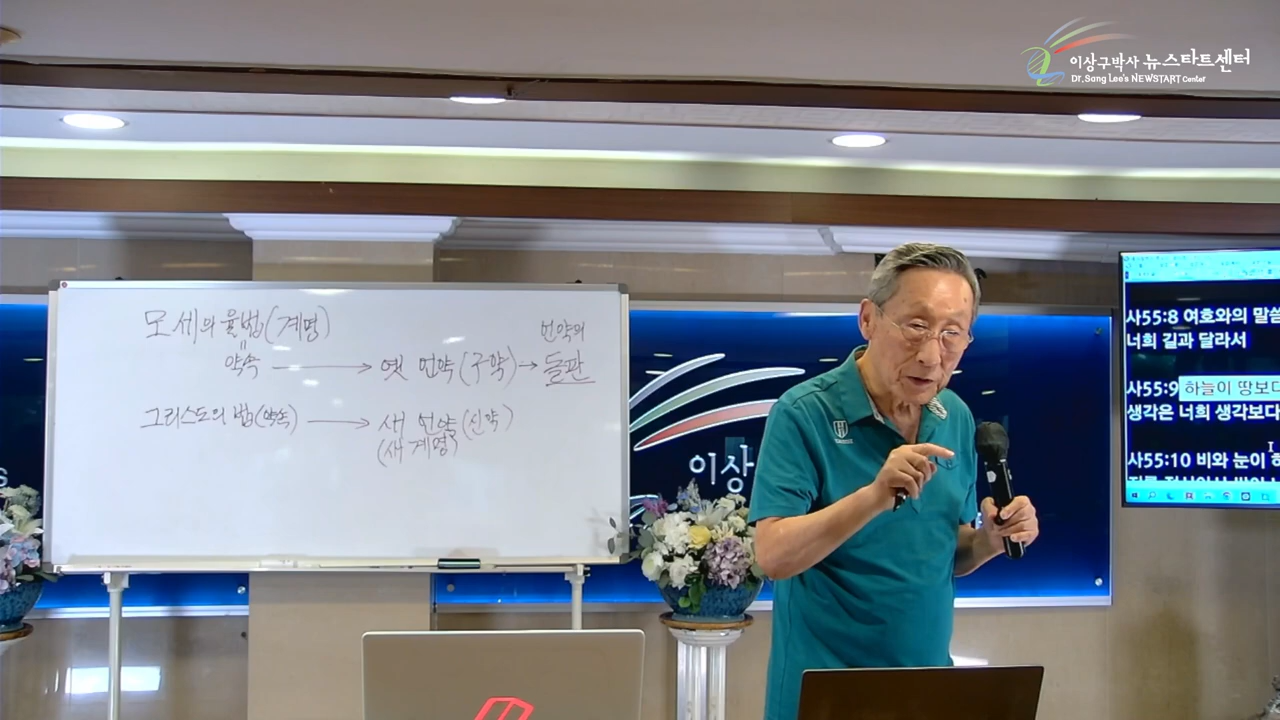 이상구박사 뉴스타트센터
Dr. Sang Lee's NEWSTART Center
모세의 율법(계명)
"
약속 → 옛 언약(구약) → 언약의 돌판
그리스도의 법(약속) → 새 언약(신약)
(새 계명)
이상
사55:8 여호와의 말씀
너희 길과 달라서
사55:9 하늘이 땅보다
생각은 너희 생각보다
사55:10 비와 눈이 하